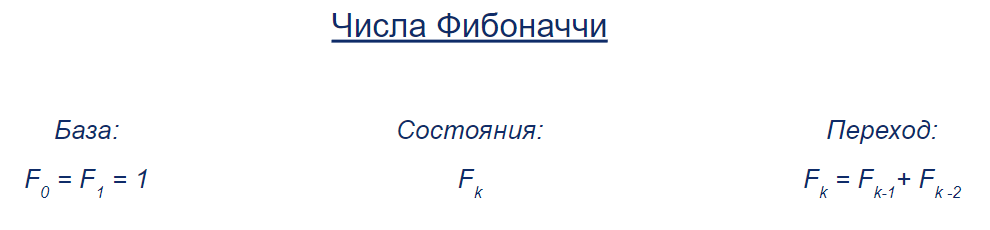 Числа Фибоначчи
База: Состояния: Переход:
F₀ = F₁ = 1 Fₖ Fₖ = Fₖ₋₁+ Fₖ ₋₂